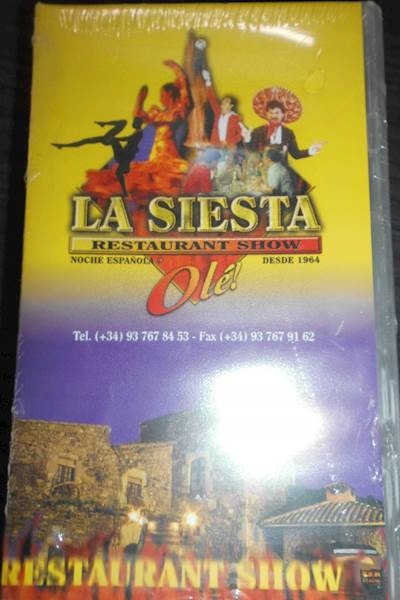 LA SIESTA
RESTAURANT SHOW
NOCHE ESPAÑOLA DESDE 1964
Olé!
Tel. (+34) 93 767 84 53 - Fax (+34) 93 767 91 62
RESTAURANT SHOW